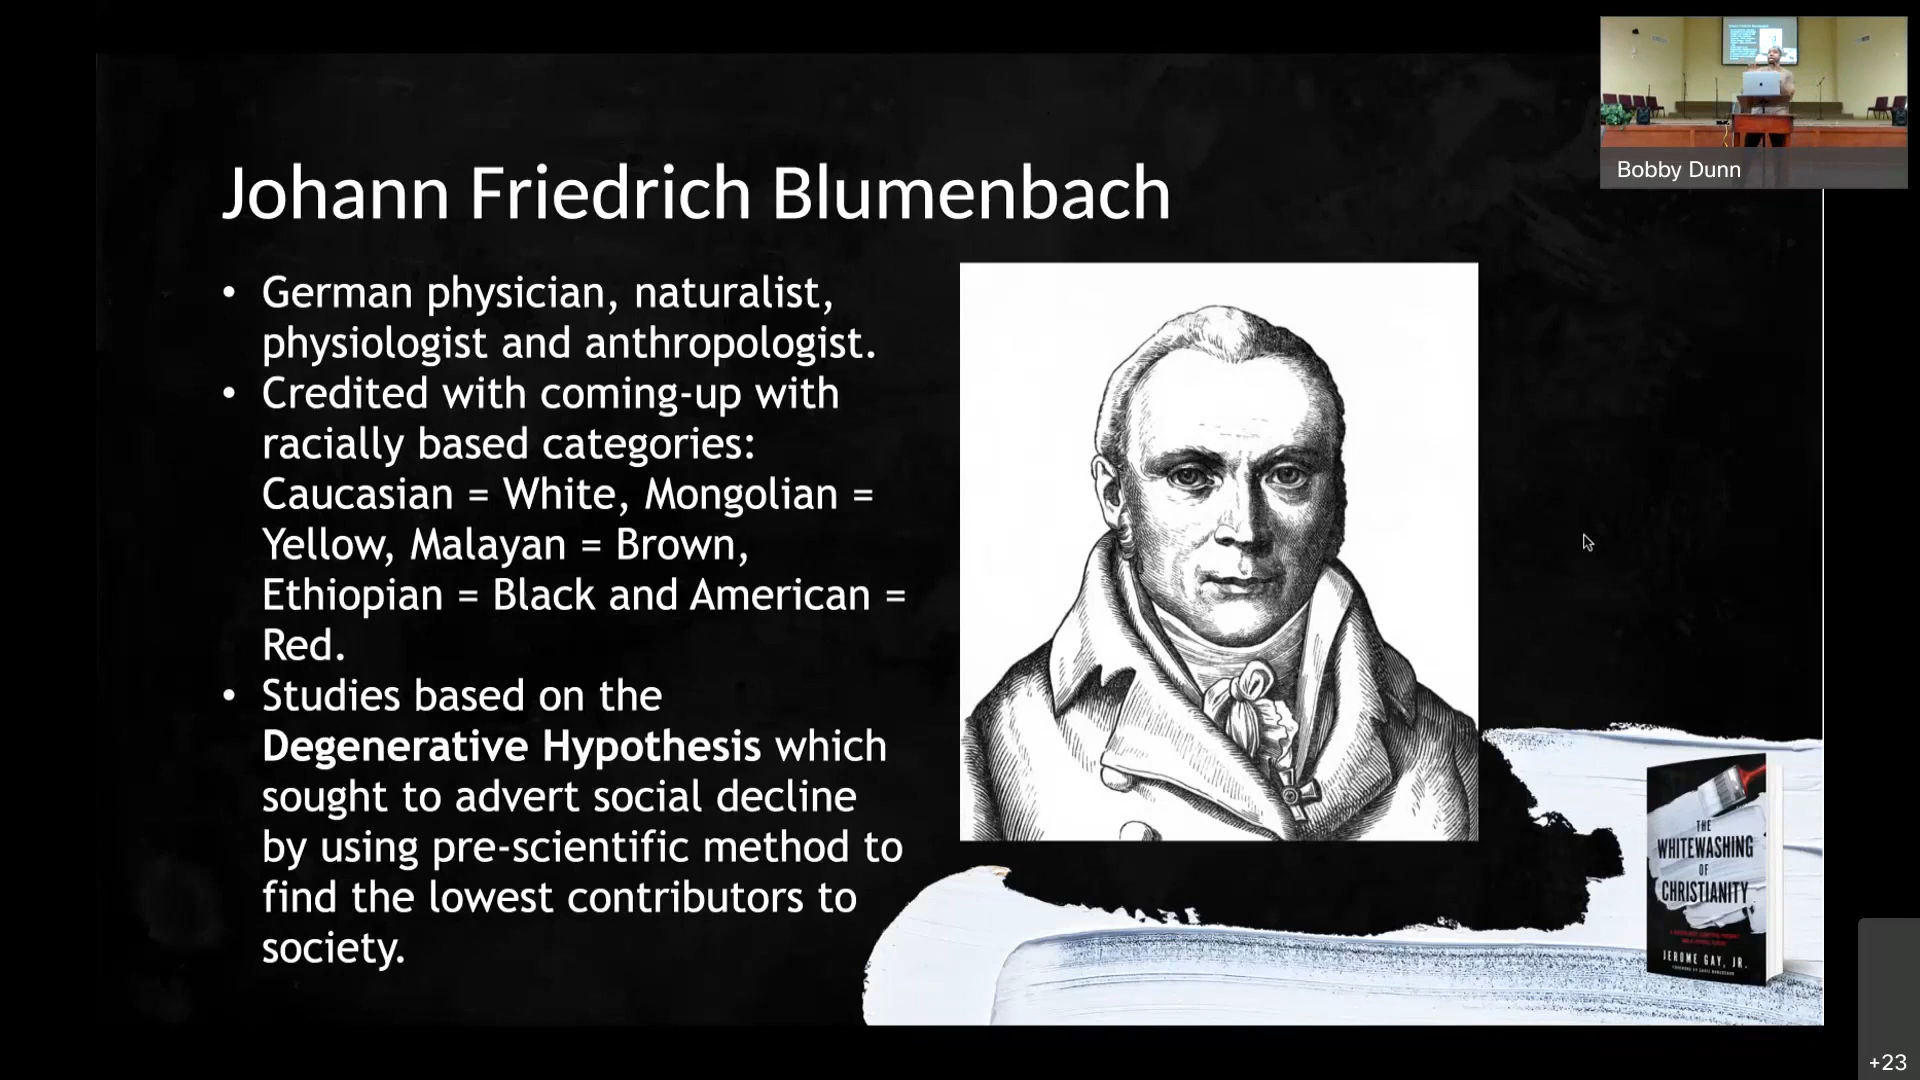 Bobby Dunn
Johann Friedrich Blumenbach
• German physician, naturalist,
physiologist and anthropologist.
• Credited with coming-up with
racially based categories:
Caucasian = White, Mongolian =
Yellow, Malayan = Brown,
Ethiopian = Black and American =
Red.
• Studies based on the
Degenerative Hypothesis which
sought to advert social decline
by using pre-scientific method to
find the lowest contributors to
society.
THE
WHITEWASHING
OF
CHRISTIANITY
JEROME GAY, JR.
+23